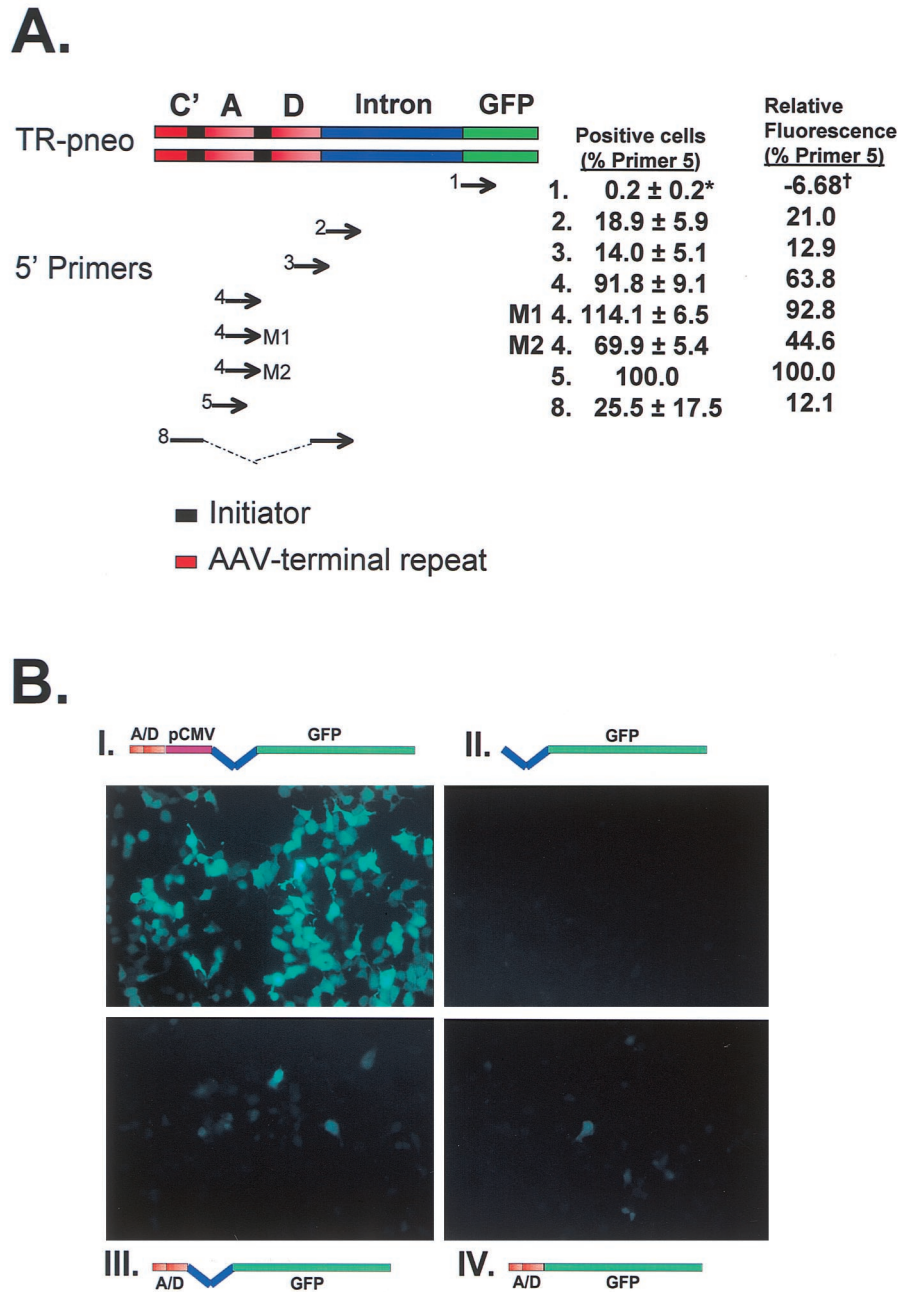 A.
C’ A D Intron GFP
TR-pneo
Positive cells
(% Primer 5)
Relative
Fluorescence
(% Primer 5)
5' Primers
1
2
3
4
4 M1
4 M2
5
8
1. 0.2 ± 0.2* -6.68†
2. 18.9 ± 5.9 21.0
3. 14.0 ± 5.1 12.9
4. 91.8 ± 9.1 63.8
M1 4. 114.1 ± 6.5 92.8
M2 4. 69.9 ± 5.4 44.6
5. 100.0 100.0
8. 25.5 ± 17.5 12.1
Initiator
AAV-terminal repeat
B.
I. A/D pCMV GFP
II. GFP
III. A/D GFP
IV. A/D GFP